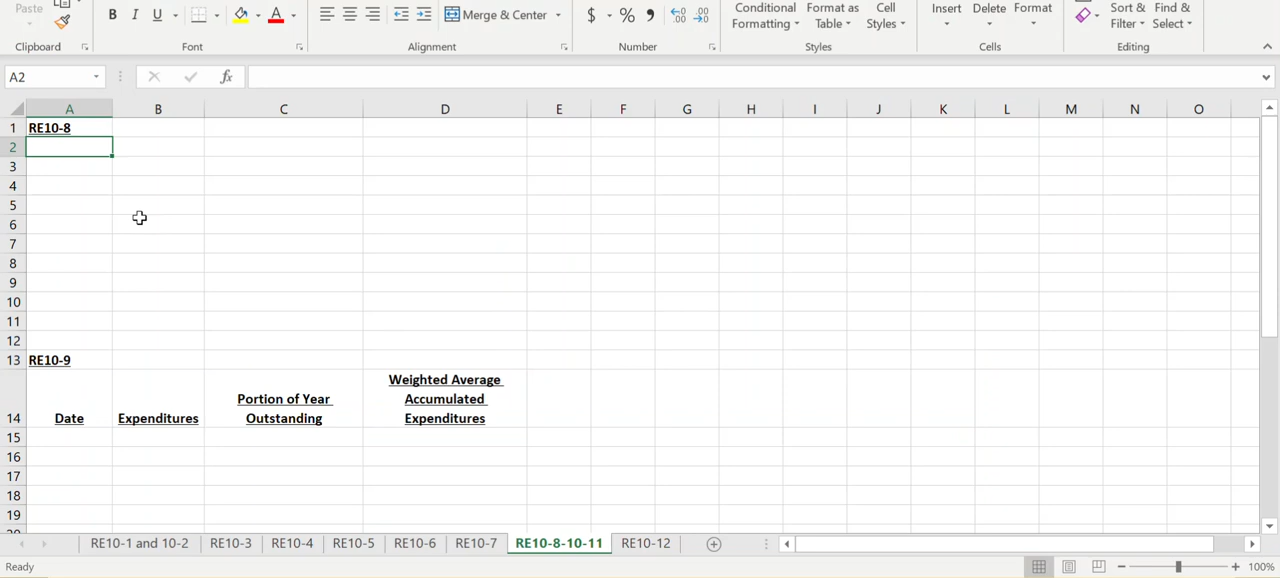 Paste
B I U A
Merge & Center
$ % , .00
Conditional Formatting
Format as Table
Cell Styles
Insert Delete Format
Sort & Filter
Find & Select
Clipboard Font Alignment Number Styles Cells Editing
A2 fx
A B C D E F G H I J K L M N O
1 RE10-8
2
3
4
5
6
7
8
9
10
11
12
13 RE10-9
Weighted Average
Portion of Year Accumulated
14 Date Expenditures Outstanding Expenditures
15
16
17
18
19
RE10-1 and 10-2 RE10-3 RE10-4 RE10-5 RE10-6 RE10-7 RE10-8-10-11 RE10-12
Ready 100%